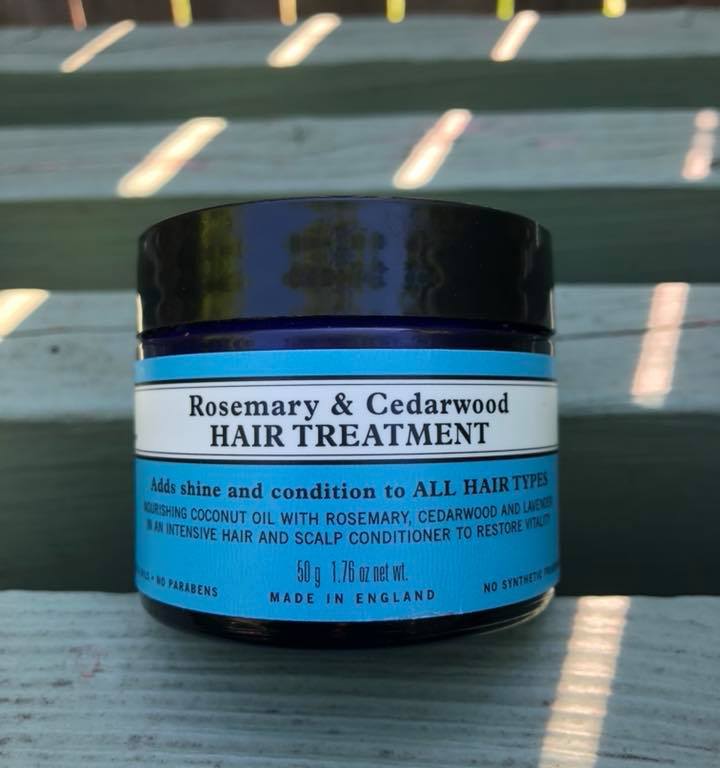 Rosemary & Cedarwood
HAIR TREATMENT
Adds shine and condition to ALL HAIR TYPES
NOURISHING COCONUT OIL WITH ROSEMARY, CEDARWOOD AND LAVENDER
IN AN INTENSIVE HAIR AND SCALP CONDITIONER TO RESTORE VITALITY
50 g 1.76 oz net wt.
• NO PARABENS
MADE IN ENGLAND
NO SYNTHETIC